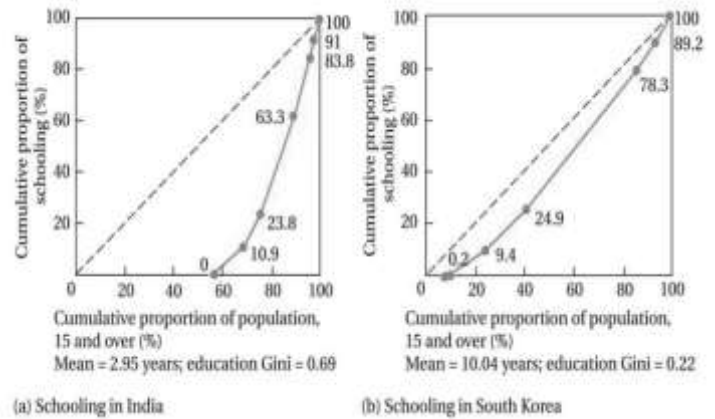 Cumulative proportion of
schooling (%)
100
80
60
40
20
0
20
40
60
80
100
0
10.9
23.8
63.3
83.8
91
100
Cumulative proportion of population,
15 and over (%)
Mean = 2.95 years; education Gini = 0.69
(a) Schooling in India
Cumulative proportion of
schooling (%)
100
80
60
40
20
0
20
40
60
80
100
0.2
9.4
24.9
78.3
89.2
100
Cumulative proportion of population,
15 and over (%)
Mean = 10.04 years; education Gini = 0.22
(b) Schooling in South Korea